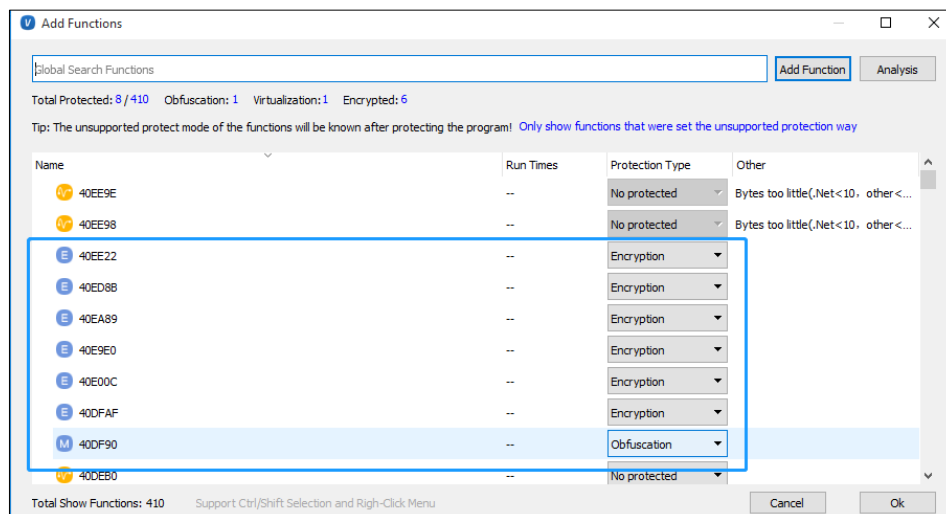 V Add Functions
Global Search Functions Add Function Analysis
Total Protected: 8 / 410 Obfuscation: 1 Virtualization: 1 Encrypted: 6
Tip: The unsupported protect mode of the functions will be known after protecting the program! Only show functions that were set the unsupported protection way
Name Run Times Protection Type Other
40EE9E -- No protected Bytes too little(.Net<10, other<...
40EE98 -- No protected Bytes too little(.Net<10, other<...
E 40EE22 -- Encryption
E 40ED8B -- Encryption
E 40EA89 -- Encryption
E 40E9E0 -- Encryption
E 40E00C -- Encryption
E 40DFAF -- Encryption
M 40DF90 -- Obfuscation
40DEB0 -- No protected
Total Show Functions: 410 Support Ctrl/Shift Selection and Righ-Click Menu Cancel Ok